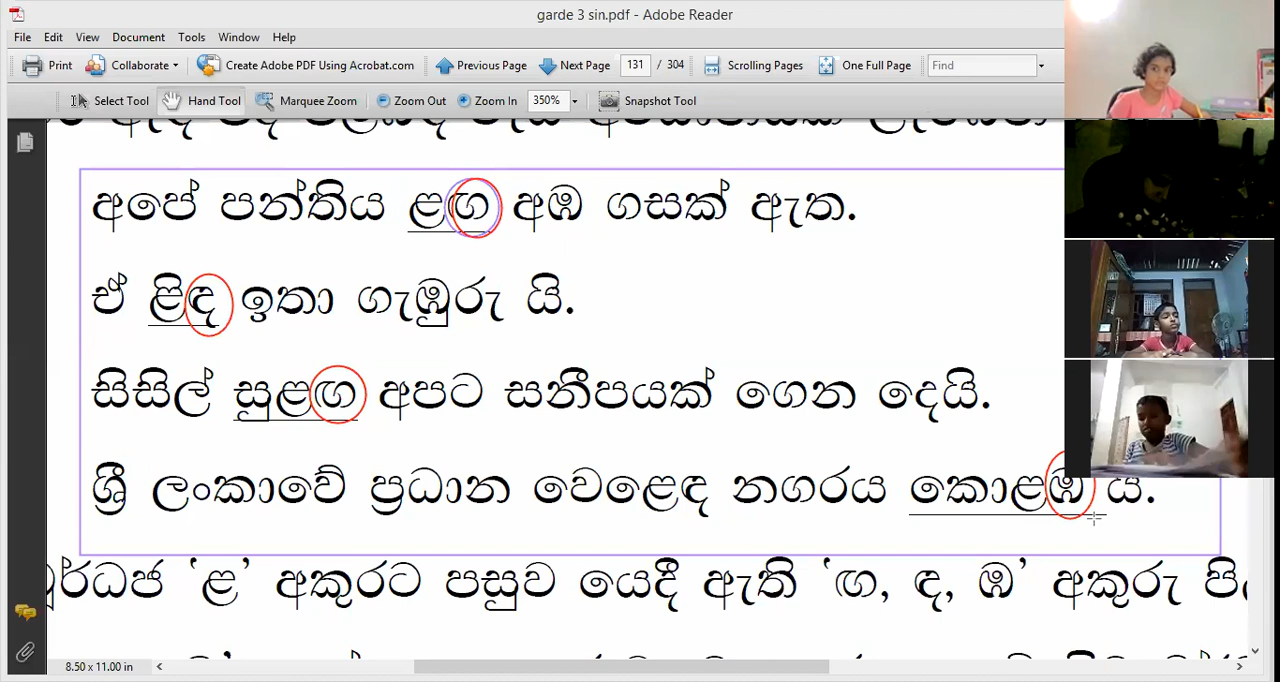 garde 3 sin.pdf - Adobe Reader
File Edit View Document Tools Window Help
Print Collaborate Create Adobe PDF Using Acrobat.com Previous Page Next Page 131 / 304 Scrolling Pages One Full Page Find
Select Tool Hand Tool Marquee Zoom Zoom Out Zoom In 350% Snapshot Tool
අපේ පන්තිය ළඟ අඹ ගසක් ඇත.
ඒ ළිඳ ඉතා ගැඹුරු යි.
සිසිල් සුළඟ අපට සනීපයක් ගෙන දෙයි.
ශ්‍රී ලංකාවේ ප්‍රධාන වෙළෙඳ නගරය කොළඹ යි.
‘ළ’ අකුරට පසුව යෙදී ඇති ‘ඟ, ඳ, ඹ’ අකුරු
8.50 x 11.00 in